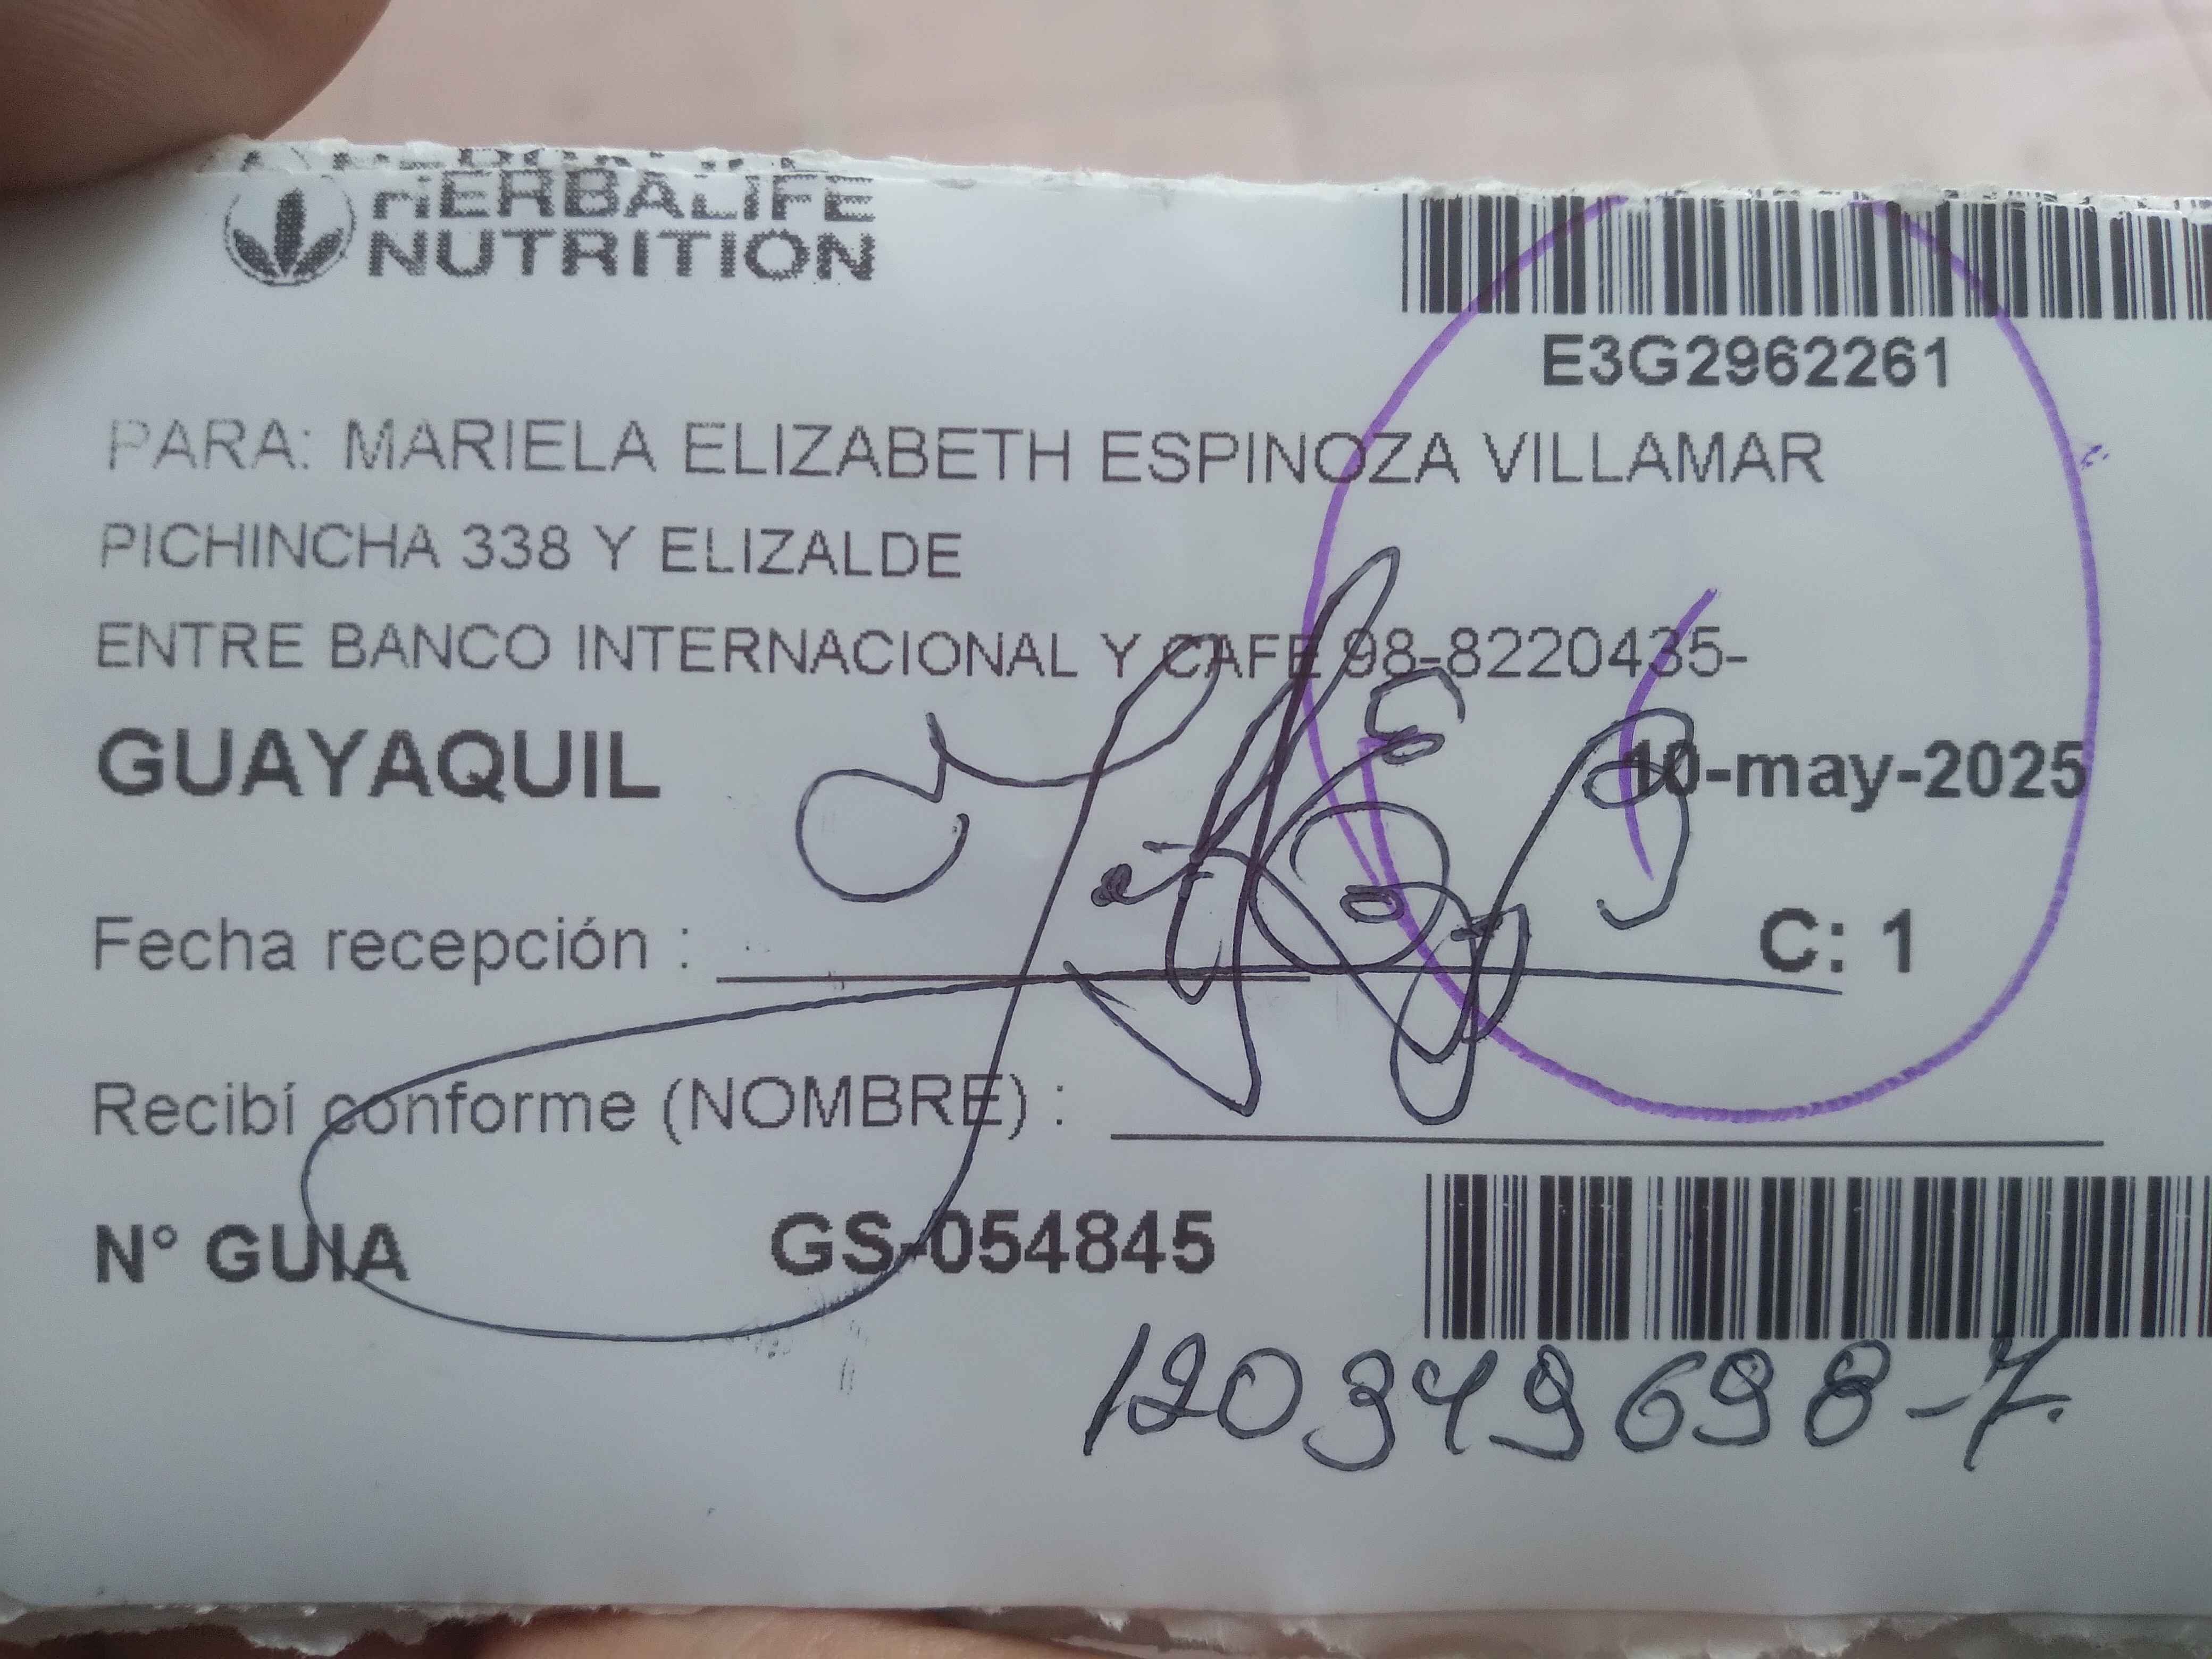 HERBALIFE
NUTRITION
E3G2962261
PARA: MARIELA ELIZABETH ESPINOZA VILLAMAR
PICHINCHA 338 Y ELIZALDE
ENTRE BANCO INTERNACIONAL Y CAFE 98-8220435-
GUAYAQUIL 10-may-2025
Fecha recepción : C: 1
Recibí conforme (NOMBRE) :
N° GUIA GS-054845
120349698-7.